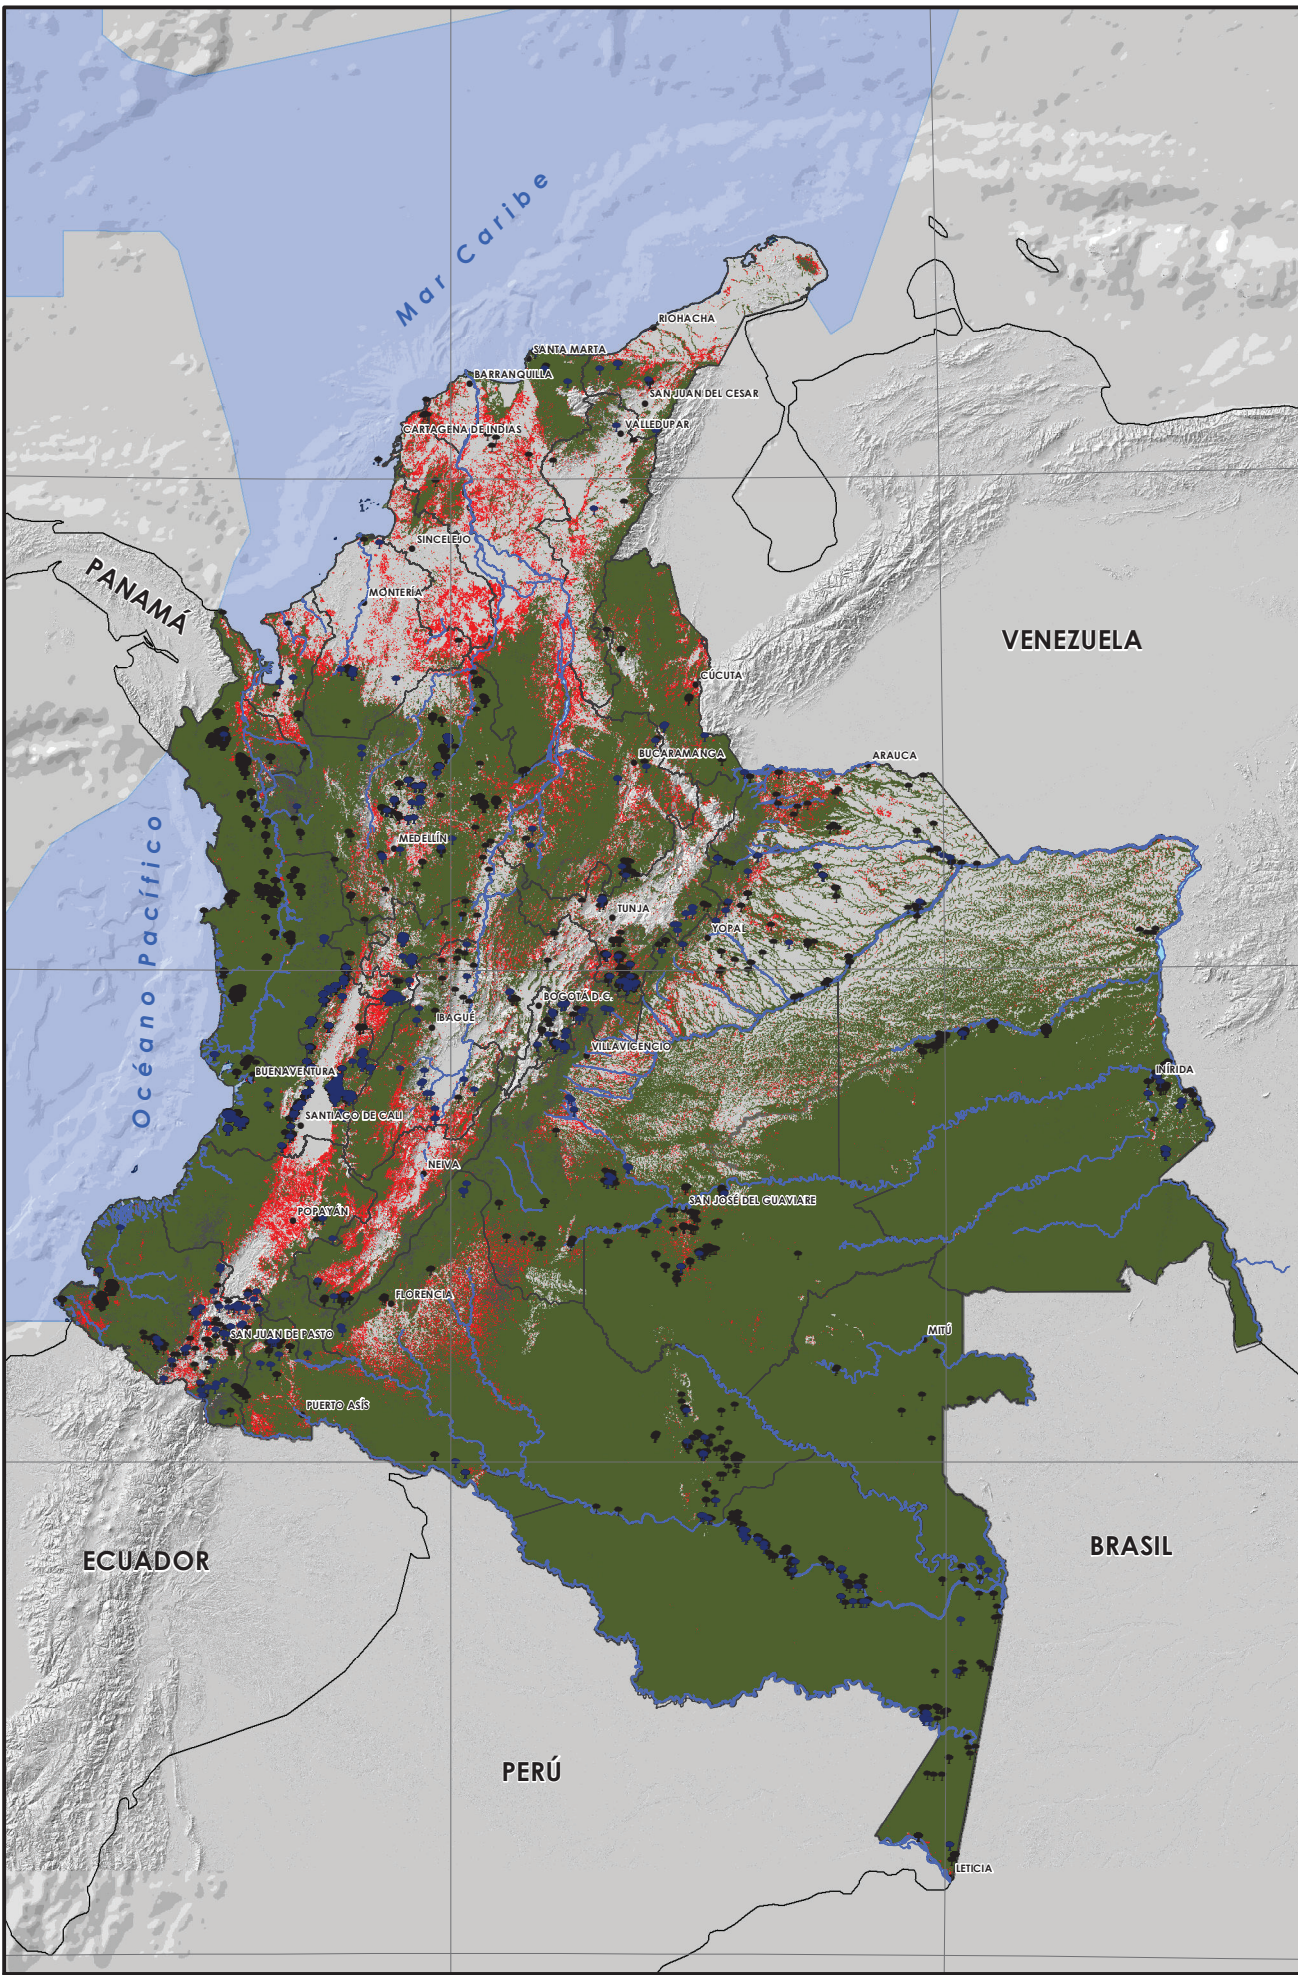 Mar Caribe
RIOHACHA
SANTA MARTA
BARRANQUILLA
SAN JUAN DEL CESAR
CARTAGENA DE INDIAS
VALLEDUPAR
SINCELEJO
PANAMÁ
MONTERÍA
VENEZUELA
CÚCUTA
BUCARAMANGA
ARAUCA
Océano Pacífico
MEDELLÍN
TUNJA
YOPAL
BOGOTÁ D.C.
IBAGUÉ
VILLAVICENCIO
BUENAVENTURA
INÍRIDA
SANTIAGO DE CALI
NEIVA
SAN JOSÉ DEL GUAVIARE
POPAYÁN
FLORENCIA
SAN JUAN DE PASTO
MITÚ
PUERTO ASÍS
ECUADOR
BRASIL
PERÚ
LETICIA